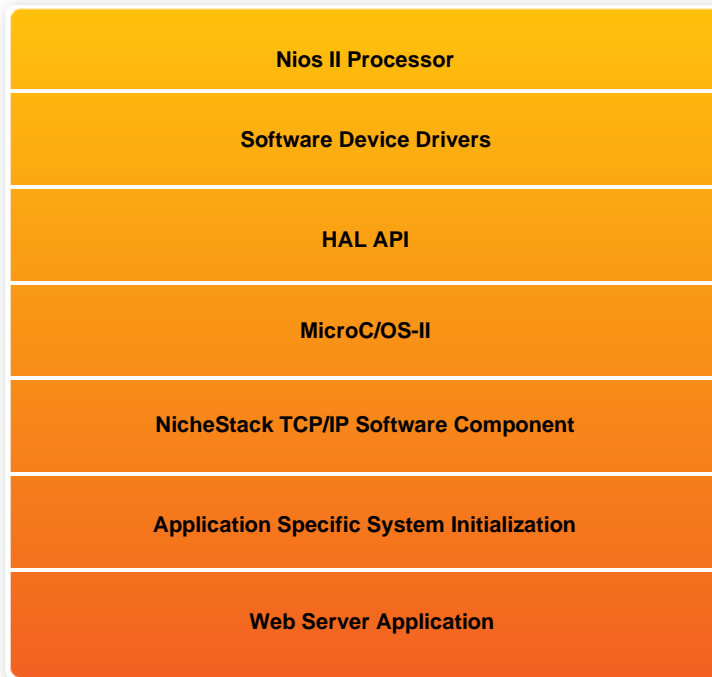 Nios II Processor
Software Device Drivers
HAL API
MicroC/OS-II
NicheStack TCP/IP Software Component
Application Specific System Initialization
Web Server Application